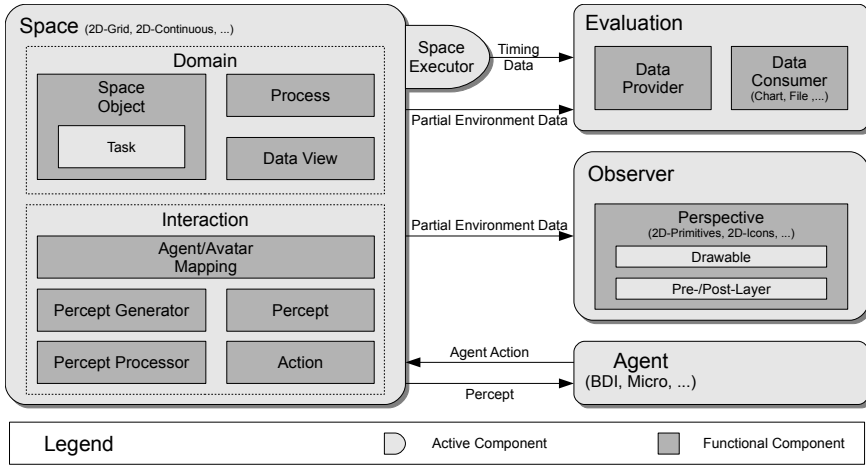 Space (2D-Grid, 2D-Continuous, ...)
Domain
Space
Object
Task
Process
Data View
Interaction
Agent/Avatar
Mapping
Percept Generator
Percept
Percept Processor
Action
Space
Executor
Timing
Data
Partial Environment Data
Partial Environment Data
Agent Action
Percept
Evaluation
Data
Provider
Data
Consumer
(Chart, File ,...)
Observer
Perspective
(2D-Primitives, 2D-Icons, ...)
Drawable
Pre-/Post-Layer
Agent
(BDI, Micro, ...)
Legend
Active Component
Functional Component